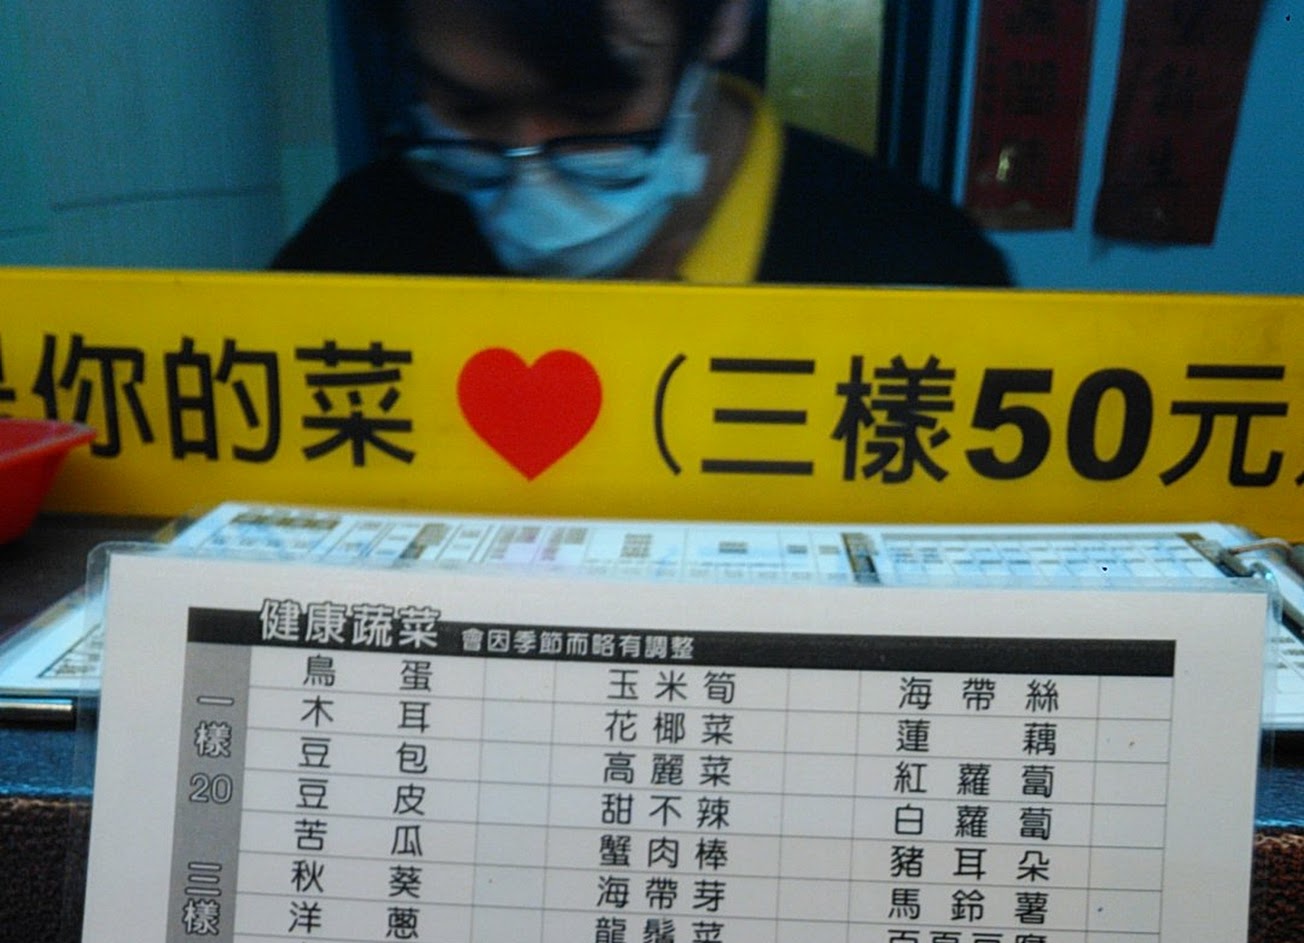 你的菜 (三樣50元
健康蔬菜 會因季節而略有調整
一樣20 三樣
鳥蛋 玉米筍 海帶絲
木耳 花椰菜 蓮藕
豆包 高麗菜 紅蘿蔔
豆皮 甜不辣 白蘿蔔
苦瓜 蟹肉棒 豬耳朵
秋葵 海帶芽 馬鈴薯
洋蔥 龍鬚菜